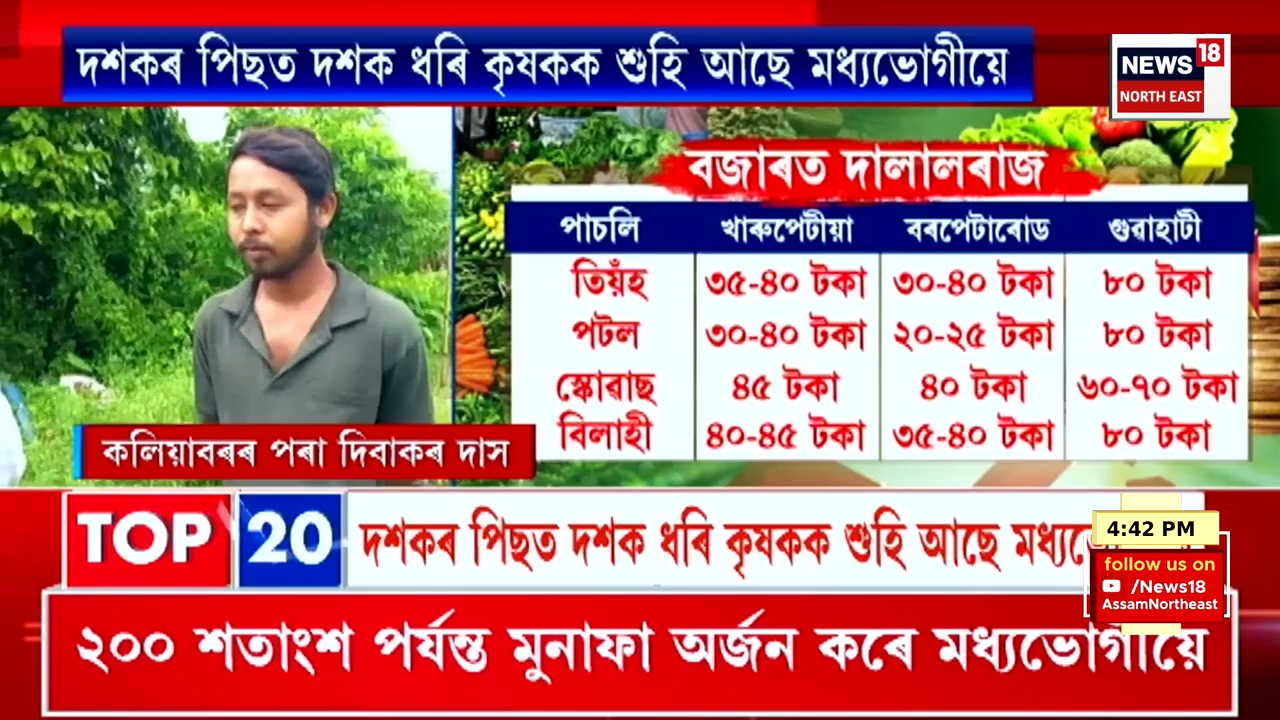 দশকৰ পিছত দশক ধৰি কৃষকক শুহি আছে মধ্যভোগীয়ে
NEWS 18
NORTH EAST
বজাৰত দালালৰাজ
পাচলি খাৰুপেটীয়া বৰপেটাৰোড গুৱাহাটী
তিয়ঁহ ৩৫-৪০ টকা ৩০-৪০ টকা ৮০ টকা
পটল ৩০-৪০ টকা ২০-২৫ টকা ৮০ টকা
স্কোৱাছ ৪৫ টকা ৪০ টকা ৬০-৭০ টকা
বিলাহী ৪০-৪৫ টকা ৩৫-৪০ টকা ৮০ টকা
কলিয়াবৰৰ পৰা দিবাকৰ দাস
TOP 20 দশকৰ পিছত দশক ধৰি কৃষকক শুহি আছে
4:42 PM
follow us on
/News18
AssamNortheast
২০০ শতাংশ পৰ্যন্ত মুনাফা অৰ্জন কৰে মধ্যভোগীয়ে